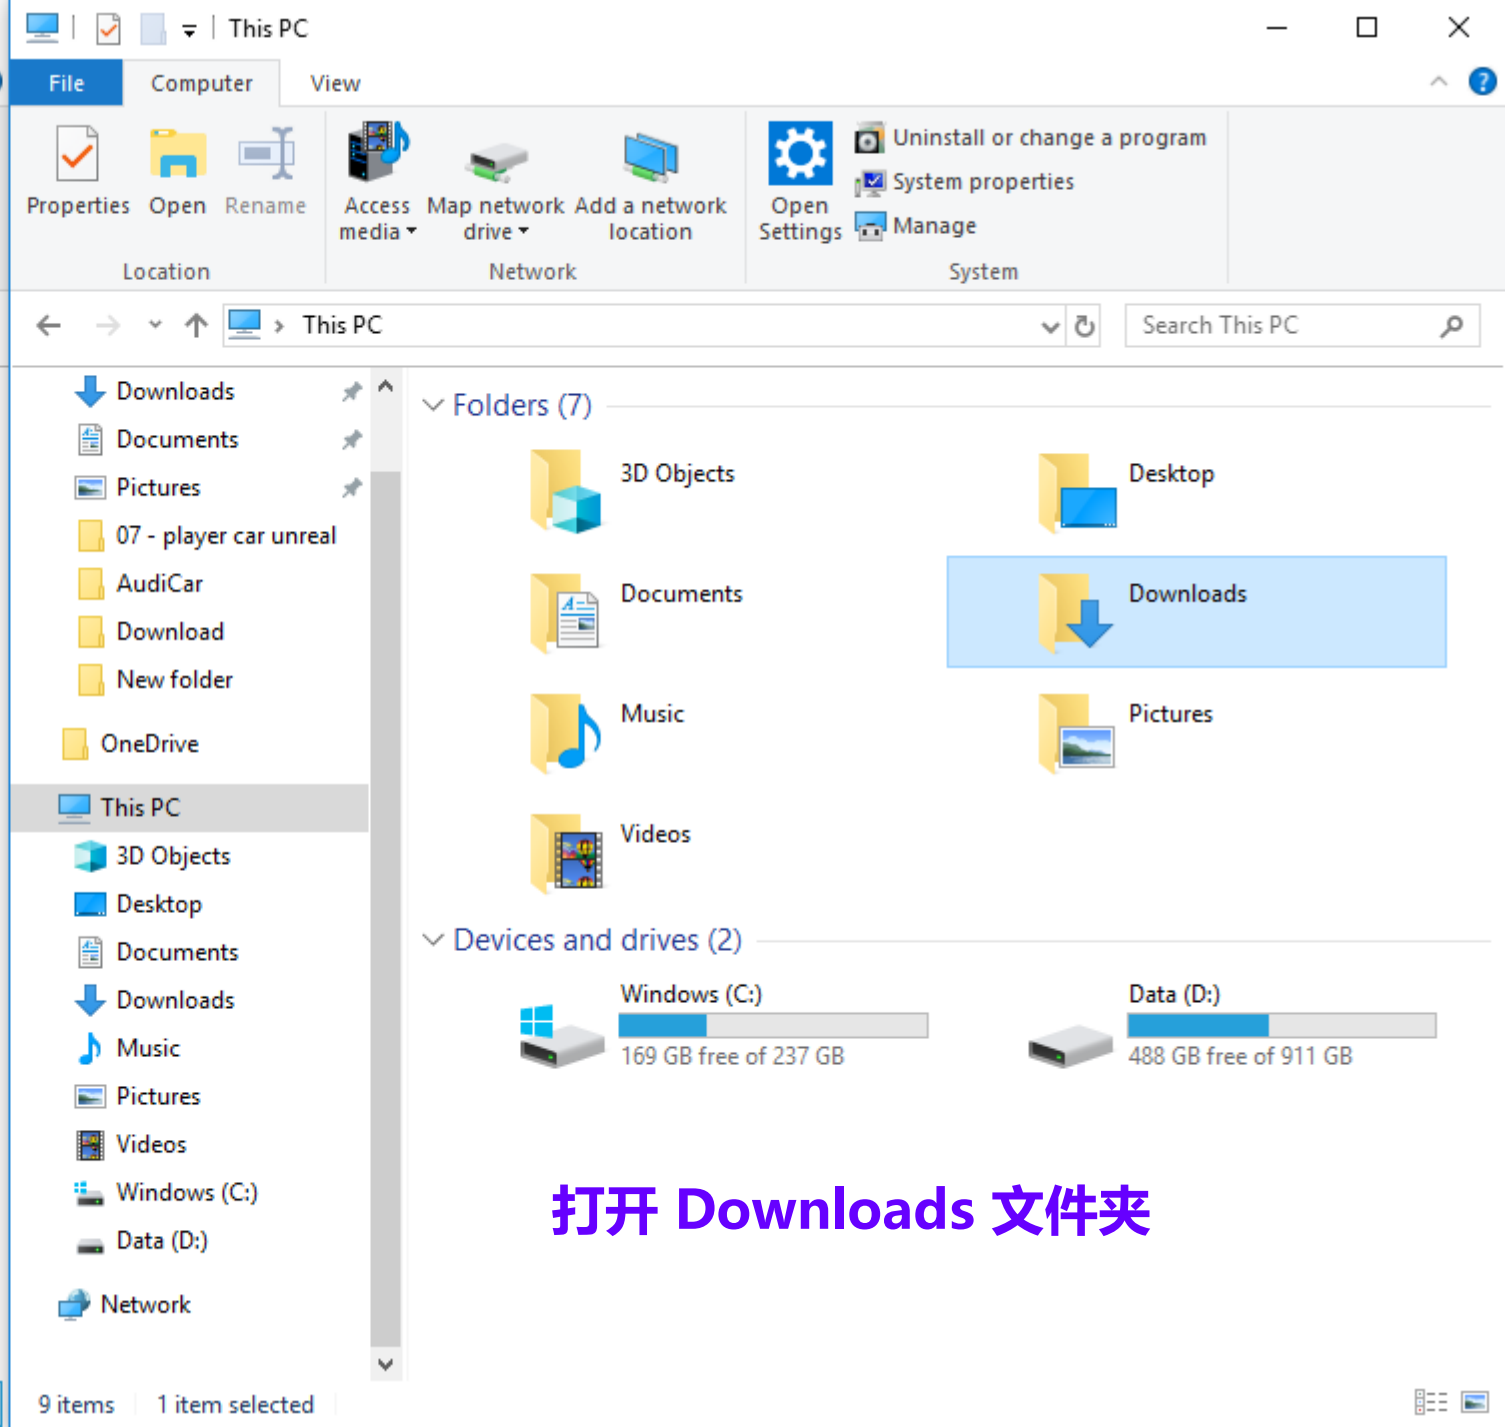 This PC
File Computer View
Properties Open Rename Access media Map network drive Add a network location Open Settings Uninstall or change a program
System properties
Manage
Location Network System
This PC Search This PC
Downloads
Documents
Pictures
07 - player car unreal
AudiCar
Download
New folder
OneDrive
This PC
3D Objects
Desktop
Documents
Downloads
Music
Pictures
Videos
Windows (C:)
Data (D:)
Network
Folders (7)
3D Objects Desktop
Documents Downloads
Music Pictures
Videos
Devices and drives (2)
Windows (C:) Data (D:)
169 GB free of 237 GB 488 GB free of 911 GB
打开 Downloads 文件夹
9 items 1 item selected